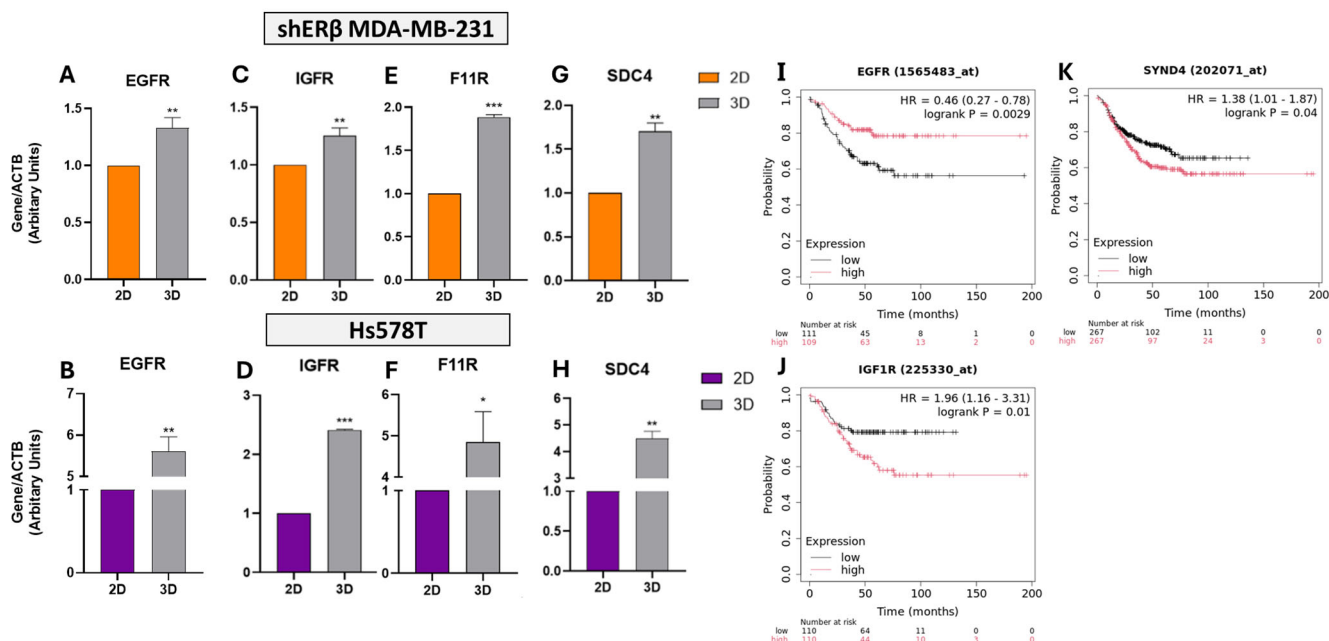 shERβ MDA-MB-231
A
EGFR
Gene/ACTB
(Arbitary Units)
1.5
1.0
0.5
0.0
**
2D
3D
C
IGFR
1.5
1.0
0.5
0.0
**
2D
3D
E
F11R
2.0
1.5
1.0
0.5
0.0
***
2D
3D
G
SDC4
2.0
1.5
1.0
0.5
0.0
**
2D
3D
2D
3D
Hs578T
B
EGFR
Gene/ACTB
(Arbitary Units)
7
6
5
1
0
**
2D
3D
D
IGFR
3
2
1
0
***
2D
3D
F
F11R
6
5
4
1
0
*
2D
3D
H
SDC4
6
5
4
3
1.0
0.5
0.0
**
2D
3D
2D
3D
I
EGFR (1565483_at)
HR = 0.46 (0.27 - 0.78)
logrank P = 0.0029
Probability
1.0
0.8
0.6
0.4
0.2
0.0
Expression
low
high
0 50 100 150 200
Time (months)
Number at risk
low 111 45 8 1 0
high 109 63 13 2 0
K
SYND4 (202071_at)
HR = 1.38 (1.01 - 1.87)
logrank P = 0.04
Probability
1.0
0.8
0.6
0.4
0.2
0.0
Expression
low
high
0 50 100 150 200
Time (months)
Number at risk
low 267 102 11 0 0
high 267 97 24 3 0
J
IGF1R (225330_at)
HR = 1.96 (1.16 - 3.31)
logrank P = 0.01
Probability
1.0
0.8
0.6
0.4
0.2
0.0
Expression
low
high
0 50 100 150 200
Time (months)
Number at risk
low 110 64 11 0 0
high 110 44 10 3 0